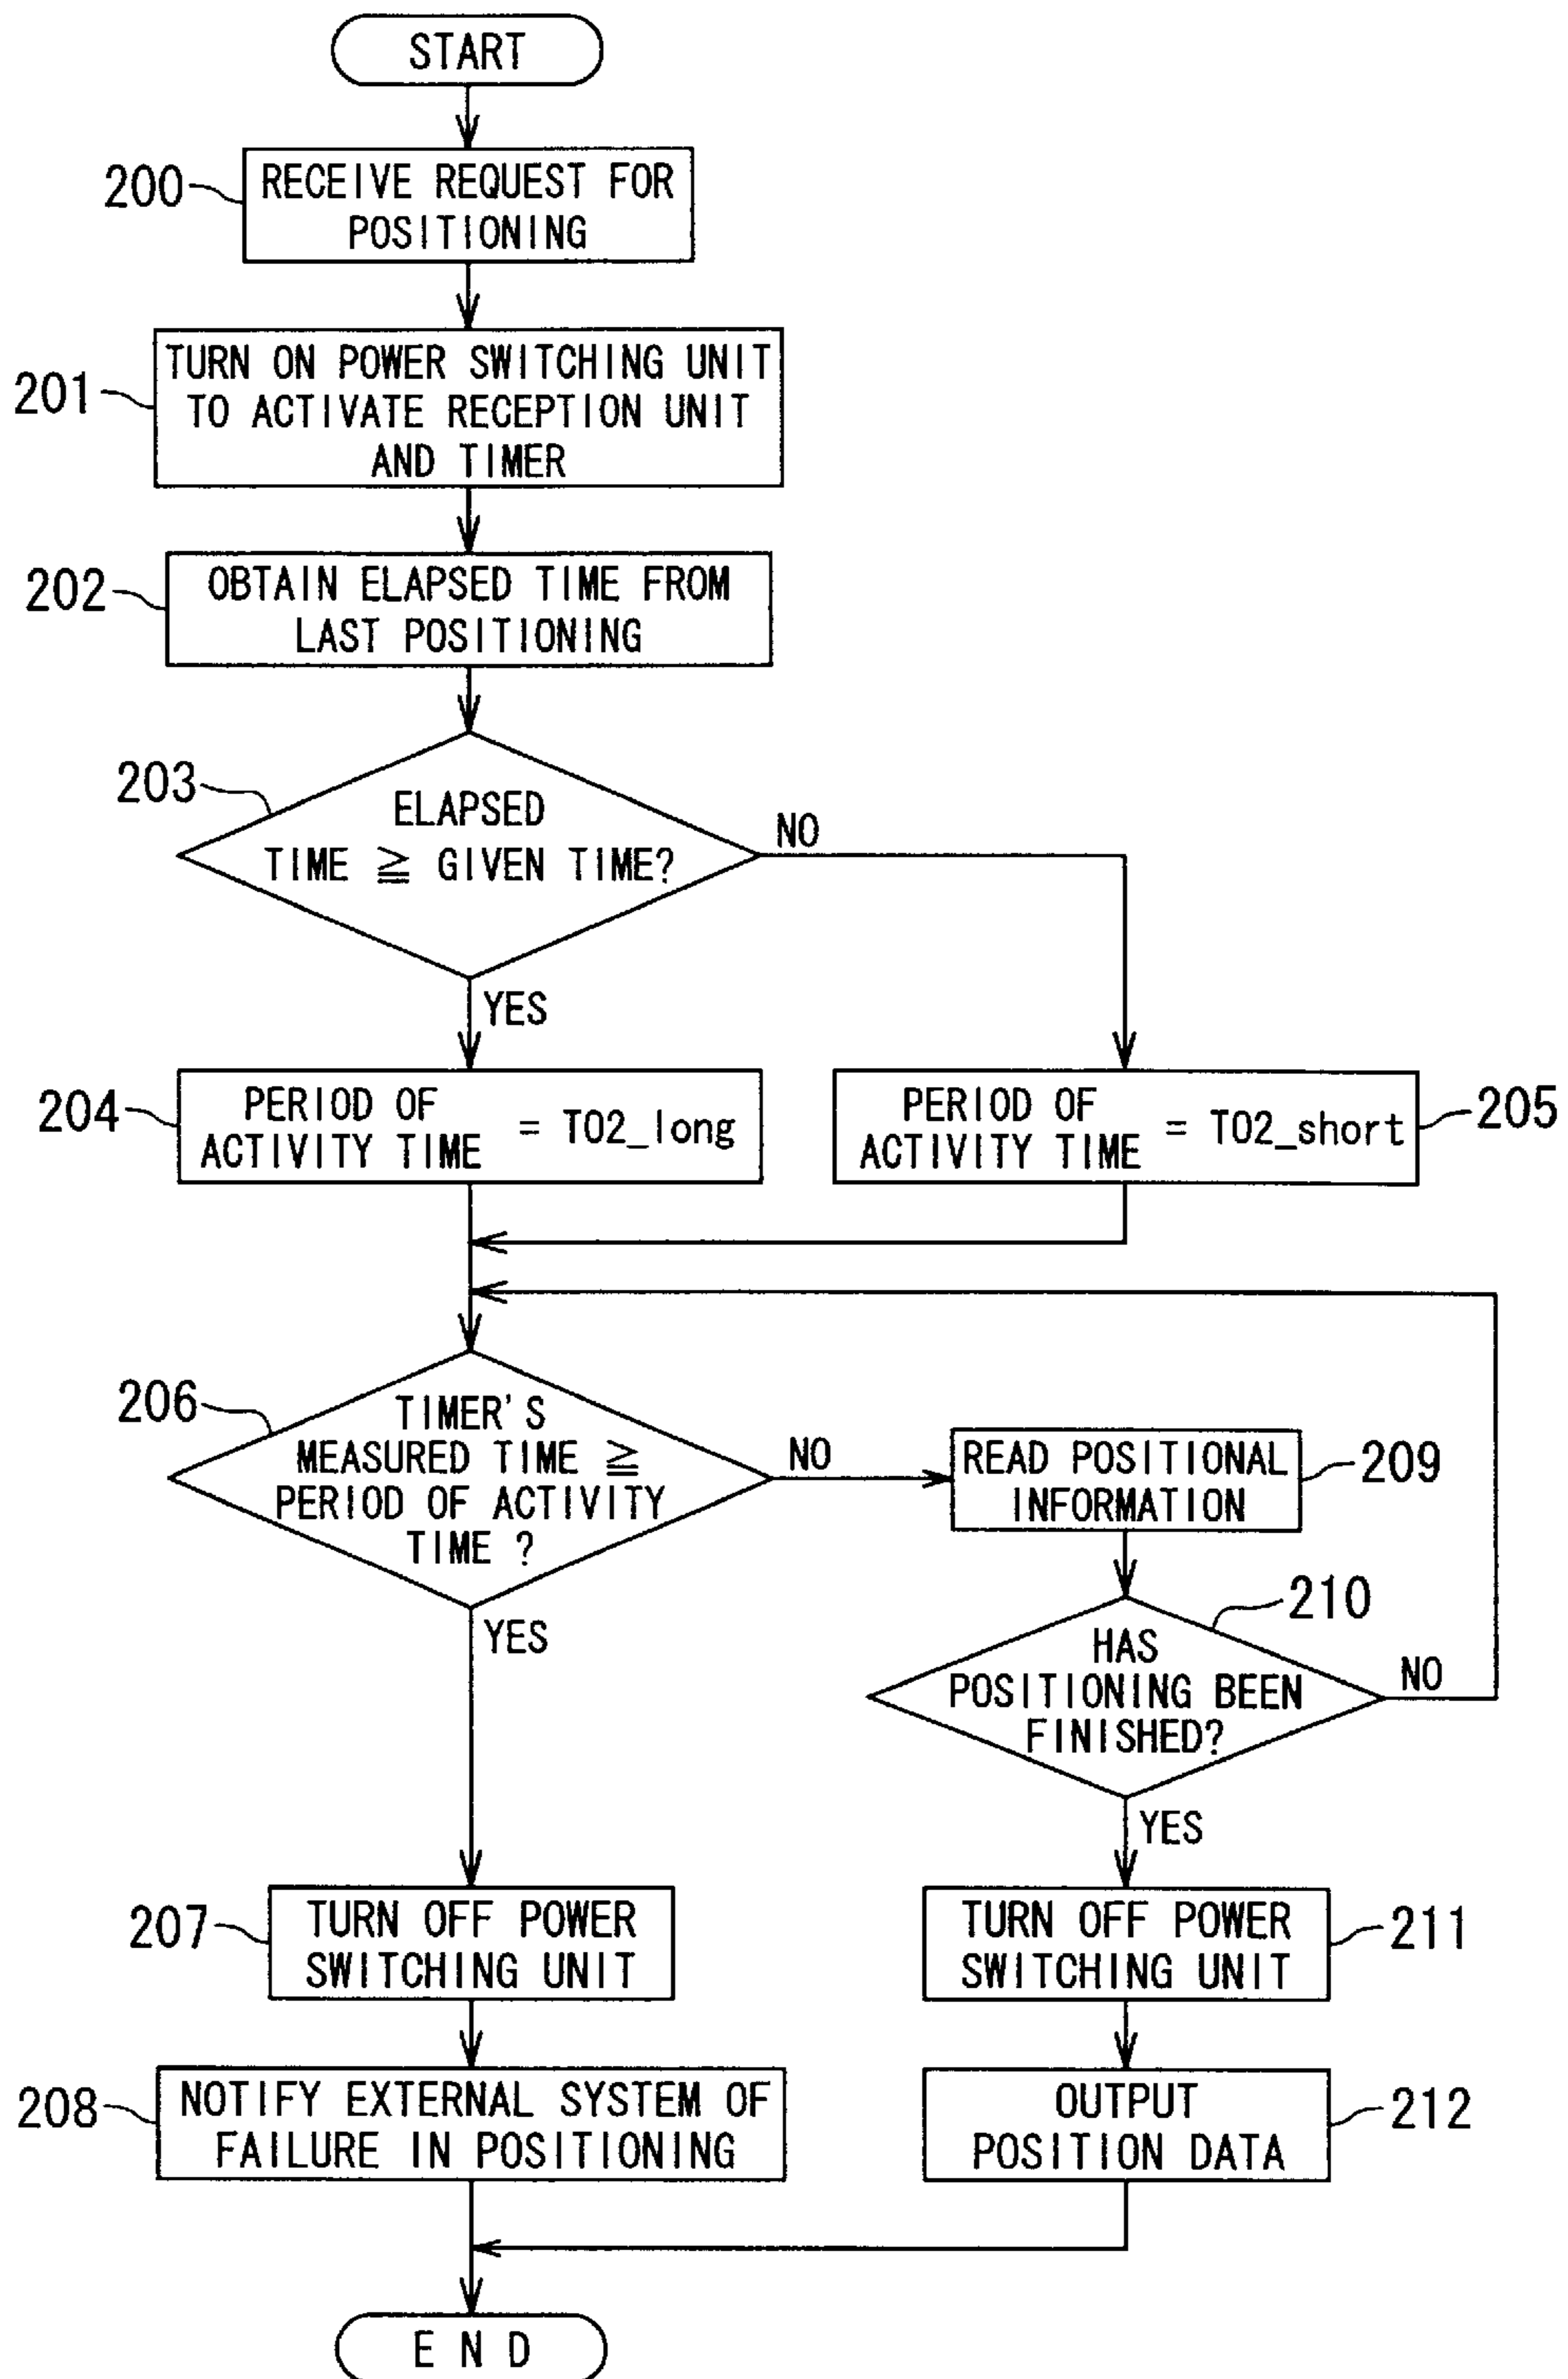 START
200
RECEIVE REQUEST FOR
POSITIONING
201
TURN ON POWER SWITCHING UNIT
TO ACTIVATE RECEPTION UNIT
AND TIMER
202
OBTAIN ELAPSED TIME FROM
LAST POSITIONING
203
ELAPSED
TIME ≧ GIVEN TIME?
NO
YES
204
PERIOD OF
ACTIVITY TIME = TO2_long
PERIOD OF
ACTIVITY TIME = TO2_short
205
206
TIMER'S
MEASURED TIME ≧
PERIOD OF ACTIVITY
TIME ?
NO
YES
READ POSITIONAL
INFORMATION
209
210
HAS
POSITIONING BEEN
FINISHED?
NO
YES
207
TURN OFF POWER
SWITCHING UNIT
TURN OFF POWER
SWITCHING UNIT
211
208
NOTIFY EXTERNAL SYSTEM OF
FAILURE IN POSITIONING
OUTPUT
POSITION DATA
212
END